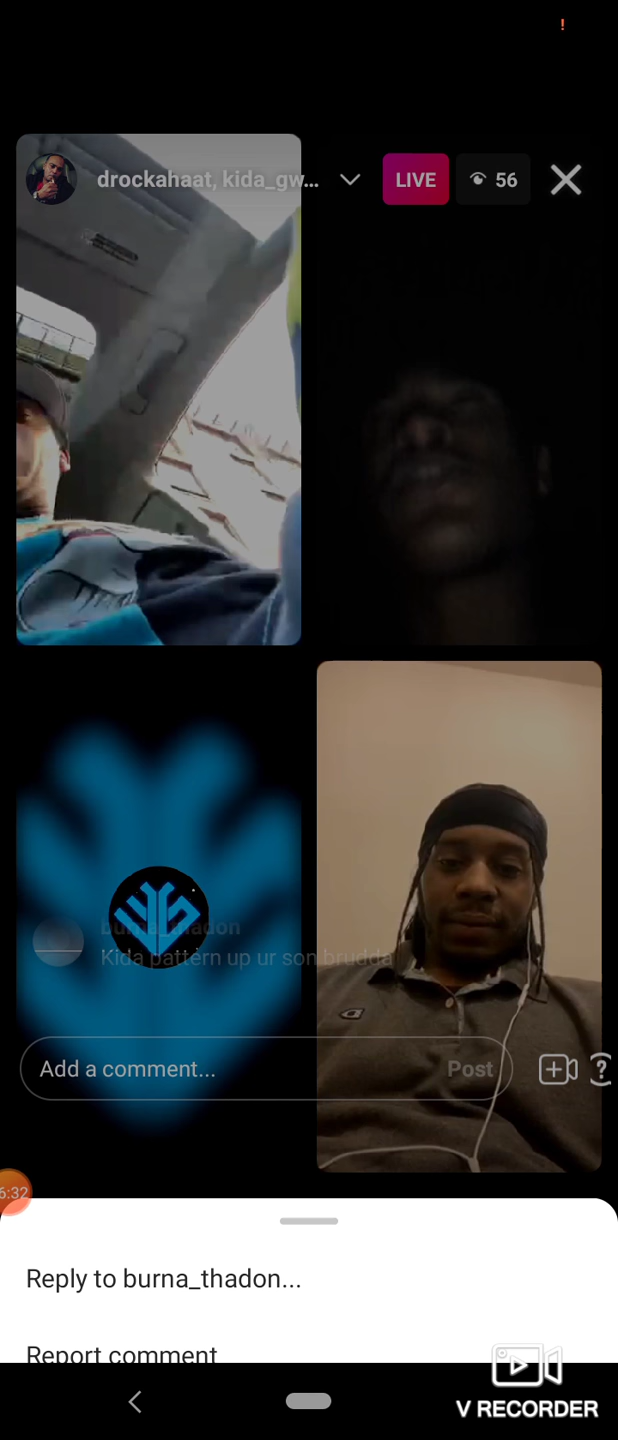 drockahaat, kida_gw...
LIVE
56
burna_thadon
Kida pattern up ur son brudda
Add a comment...
Post
6:32
Reply to burna_thadon...
Report comment
V RECORDER